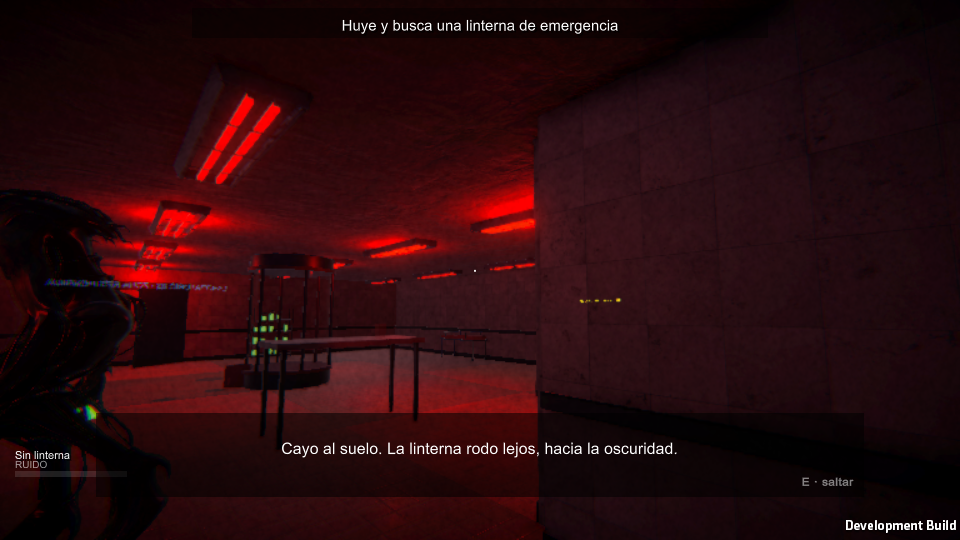 Huye y busca una linterna de emergencia
Cayo al suelo. La linterna rodo lejos, hacia la oscuridad.
Sin linterna
RUIDO
E · saltar
Development Build